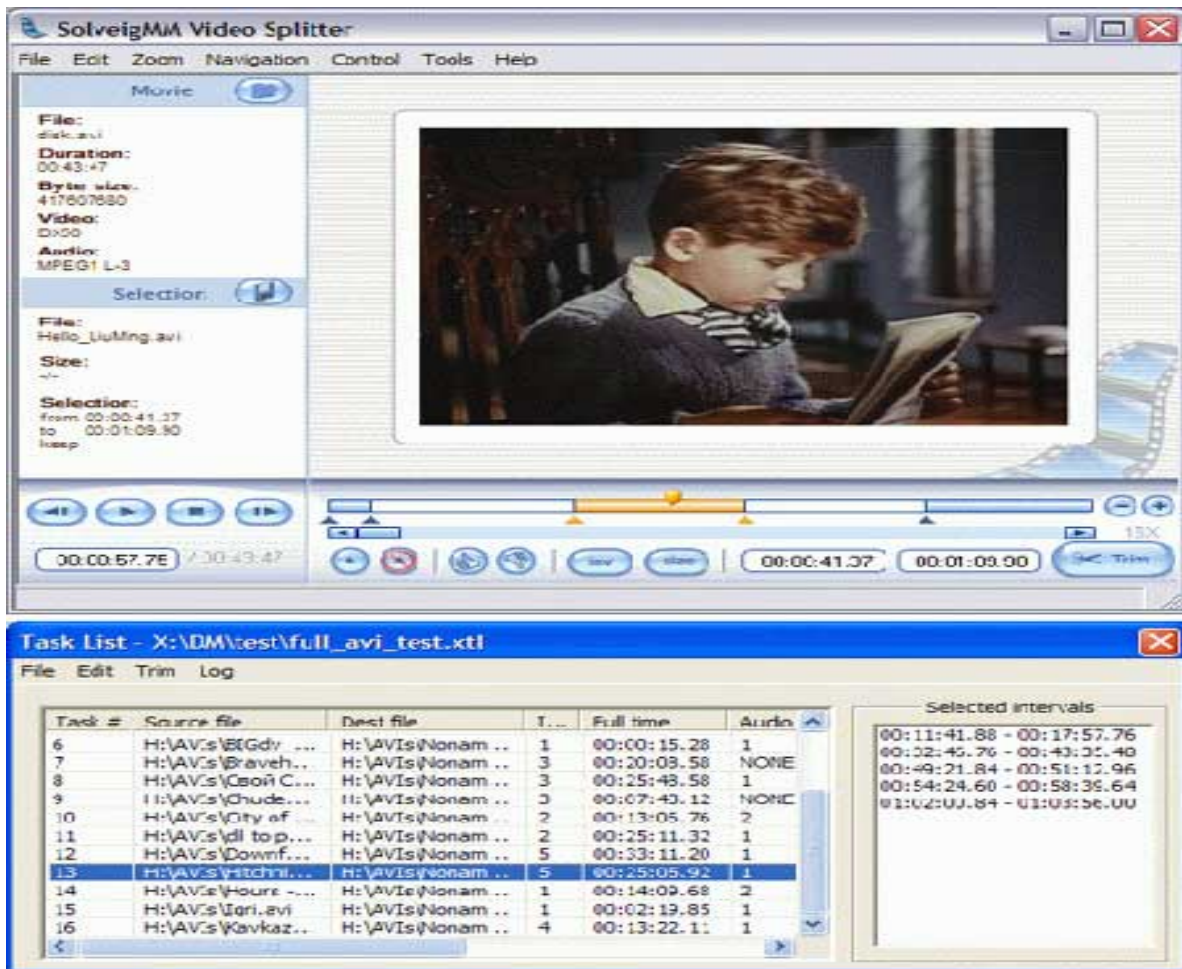 SolveigMM Video Splitter
File Edit Zoom Navigation Control Tools Help
Movie
File:
disk.avi
Duration:
00:43:47
Byte size:
417607680
Video:
DX50
Audio:
MPEG1 L-3
Selection
File:
Hello_LiuMing.avi
Size:
-/-
Selection:
from 00:00:41.37
to 00:01:09.90
keep
00:00:57.76 / 00:43:47
inv
size
00:00:41.37
00:01:09.90
Trim
15X
Task List - X:\DM\test\full_avi_test.xtl
File Edit Trim Log
Task # Source file Dest file I... Full time Audio
6 H:\AVIs\BIGdv_... H:\AVIs\Nonam... 1 00:00:15.28 1
7 H:\AVIs\Braveh... H:\AVIs\Nonam... 3 00:20:03.58 NONE
8 H:\AVIs\Свой С... H:\AVIs\Nonam... 3 00:25:43.58 1
9 H:\AVIs\Chude... H:\AVIs\Nonam... 3 00:07:43.12 NONE
10 H:\AVIs\City of ... H:\AVIs\Nonam... 2 00:13:05.76 2
11 H:\AVIs\dl to p... H:\AVIs\Nonam... 2 00:25:11.32 1
12 H:\AVIs\Downf... H:\AVIs\Nonam... 5 00:33:11.20 1
13 H:\AVIs\Hitchhi... H:\AVIs\Nonam... 5 00:25:05.92 1
14 H:\AVIs\Hours -... H:\AVIs\Nonam... 1 00:14:09.68 2
15 H:\AVIs\Igri.avi H:\AVIs\Nonam... 1 00:02:19.85 1
16 H:\AVIs\Kavkaz... H:\AVIs\Nonam... 4 00:13:22.11 1
Selected intervals
00:11:41.88 - 00:17:57.76
00:32:45.76 - 00:43:35.40
00:49:21.84 - 00:51:12.96
00:54:24.60 - 00:58:39.64
01:02:03.84 - 01:03:56.00